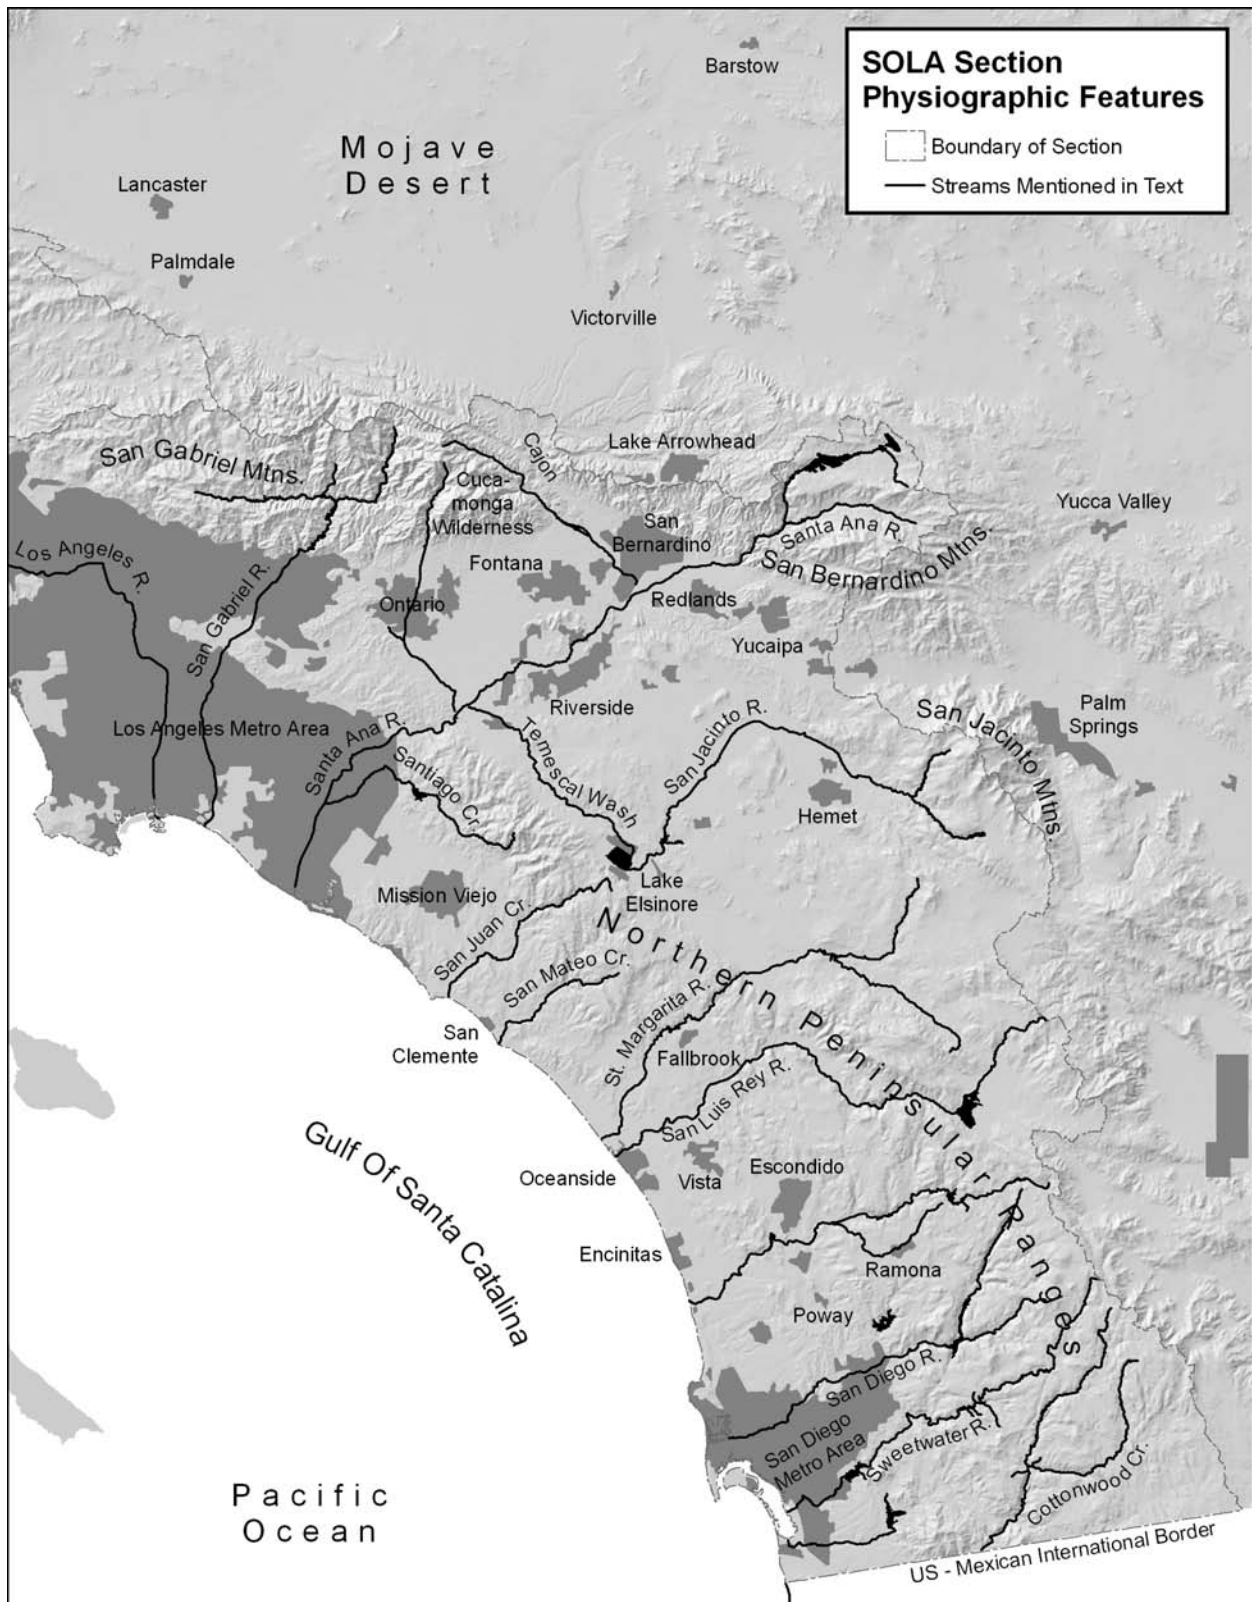 Barstow
SOLA Section
Physiographic Features
Boundary of Section
Streams Mentioned in Text
Mojave
Desert
Lancaster
Palmdale
Victorville
San Gabriel Mtns.
Cajon
Lake Arrowhead
Cuca-
monga
Wilderness
San
Bernardino
Santa Ana R.
San Bernardino Mtns.
Yucca Valley
Los Angeles R.
San Gabriel R.
Fontana
Ontario
Redlands
Yucaipa
Riverside
San Jacinto Mtns.
Palm
Springs
Los Angeles Metro Area
Santa Ana R.
Santiago Cr.
Temescal Wash
San Jacinto R.
Hemet
Mission Viejo
Lake
Elsinore
San Juan Cr.
San Mateo Cr.
Northern Peninsular Ranges
St. Margarita R.
San
Clemente
Fallbrook
San Luis Rey R.
Gulf Of Santa Catalina
Oceanside
Vista
Escondido
Encinitas
Ramona
Poway
San Diego R.
San Diego
Metro Area
Sweetwater R.
Cottonwood Cr.
Pacific
Ocean
US - Mexican International Border